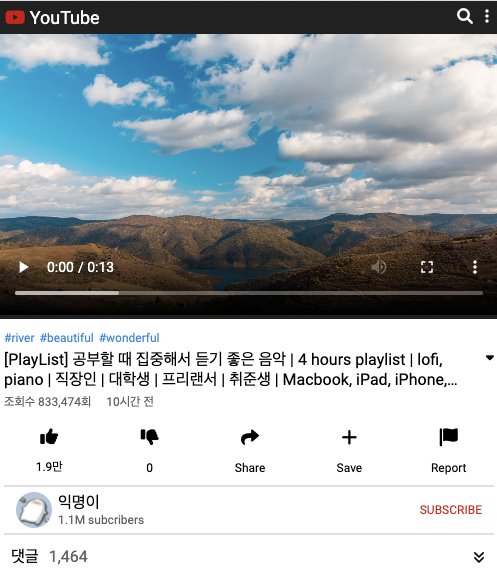 YouTube
0:00 / 0:13
#river #beautiful #wonderful
[PlayList] 공부할 때 집중해서 듣기 좋은 음악 | 4 hours playlist | lofi,
piano | 직장인 | 대학생 | 프리랜서 | 취준생 | Macbook, iPad, iPhone,...
조회수 833,474회 10시간 전
1.9만 0 Share Save Report
익명이
1.1M subcribers
SUBSCRIBE
댓글 1,464